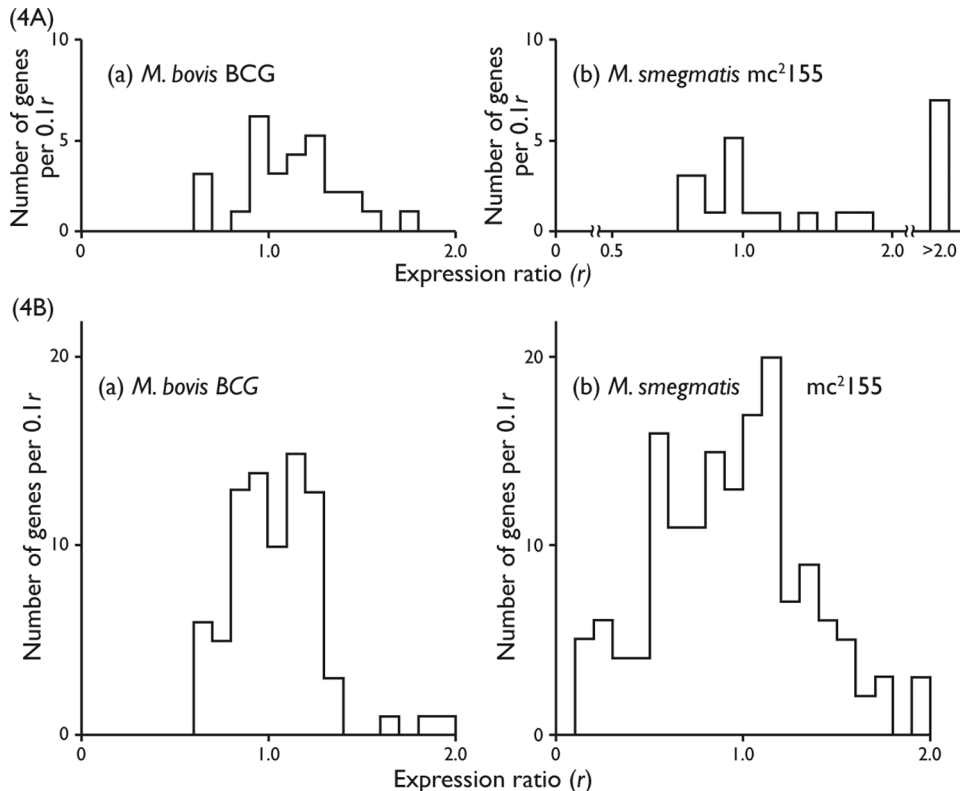 (4A)
Number of genes
per 0.1r
10
5
0
(a) M. bovis BCG
0
1.0
2.0
Number of genes
per 0.1r
10
5
0
(b) M. smegmatis mc²155
0
0.5
1.0
2.0
>2.0
Expression ratio (r)
(4B)
Number of genes per 0.1r
20
10
0
(a) M. bovis BCG
0
1.0
2.0
Number of genes per 0.1r
20
10
0
(b) M. smegmatis mc²155
0
1.0
2.0
Expression ratio (r)